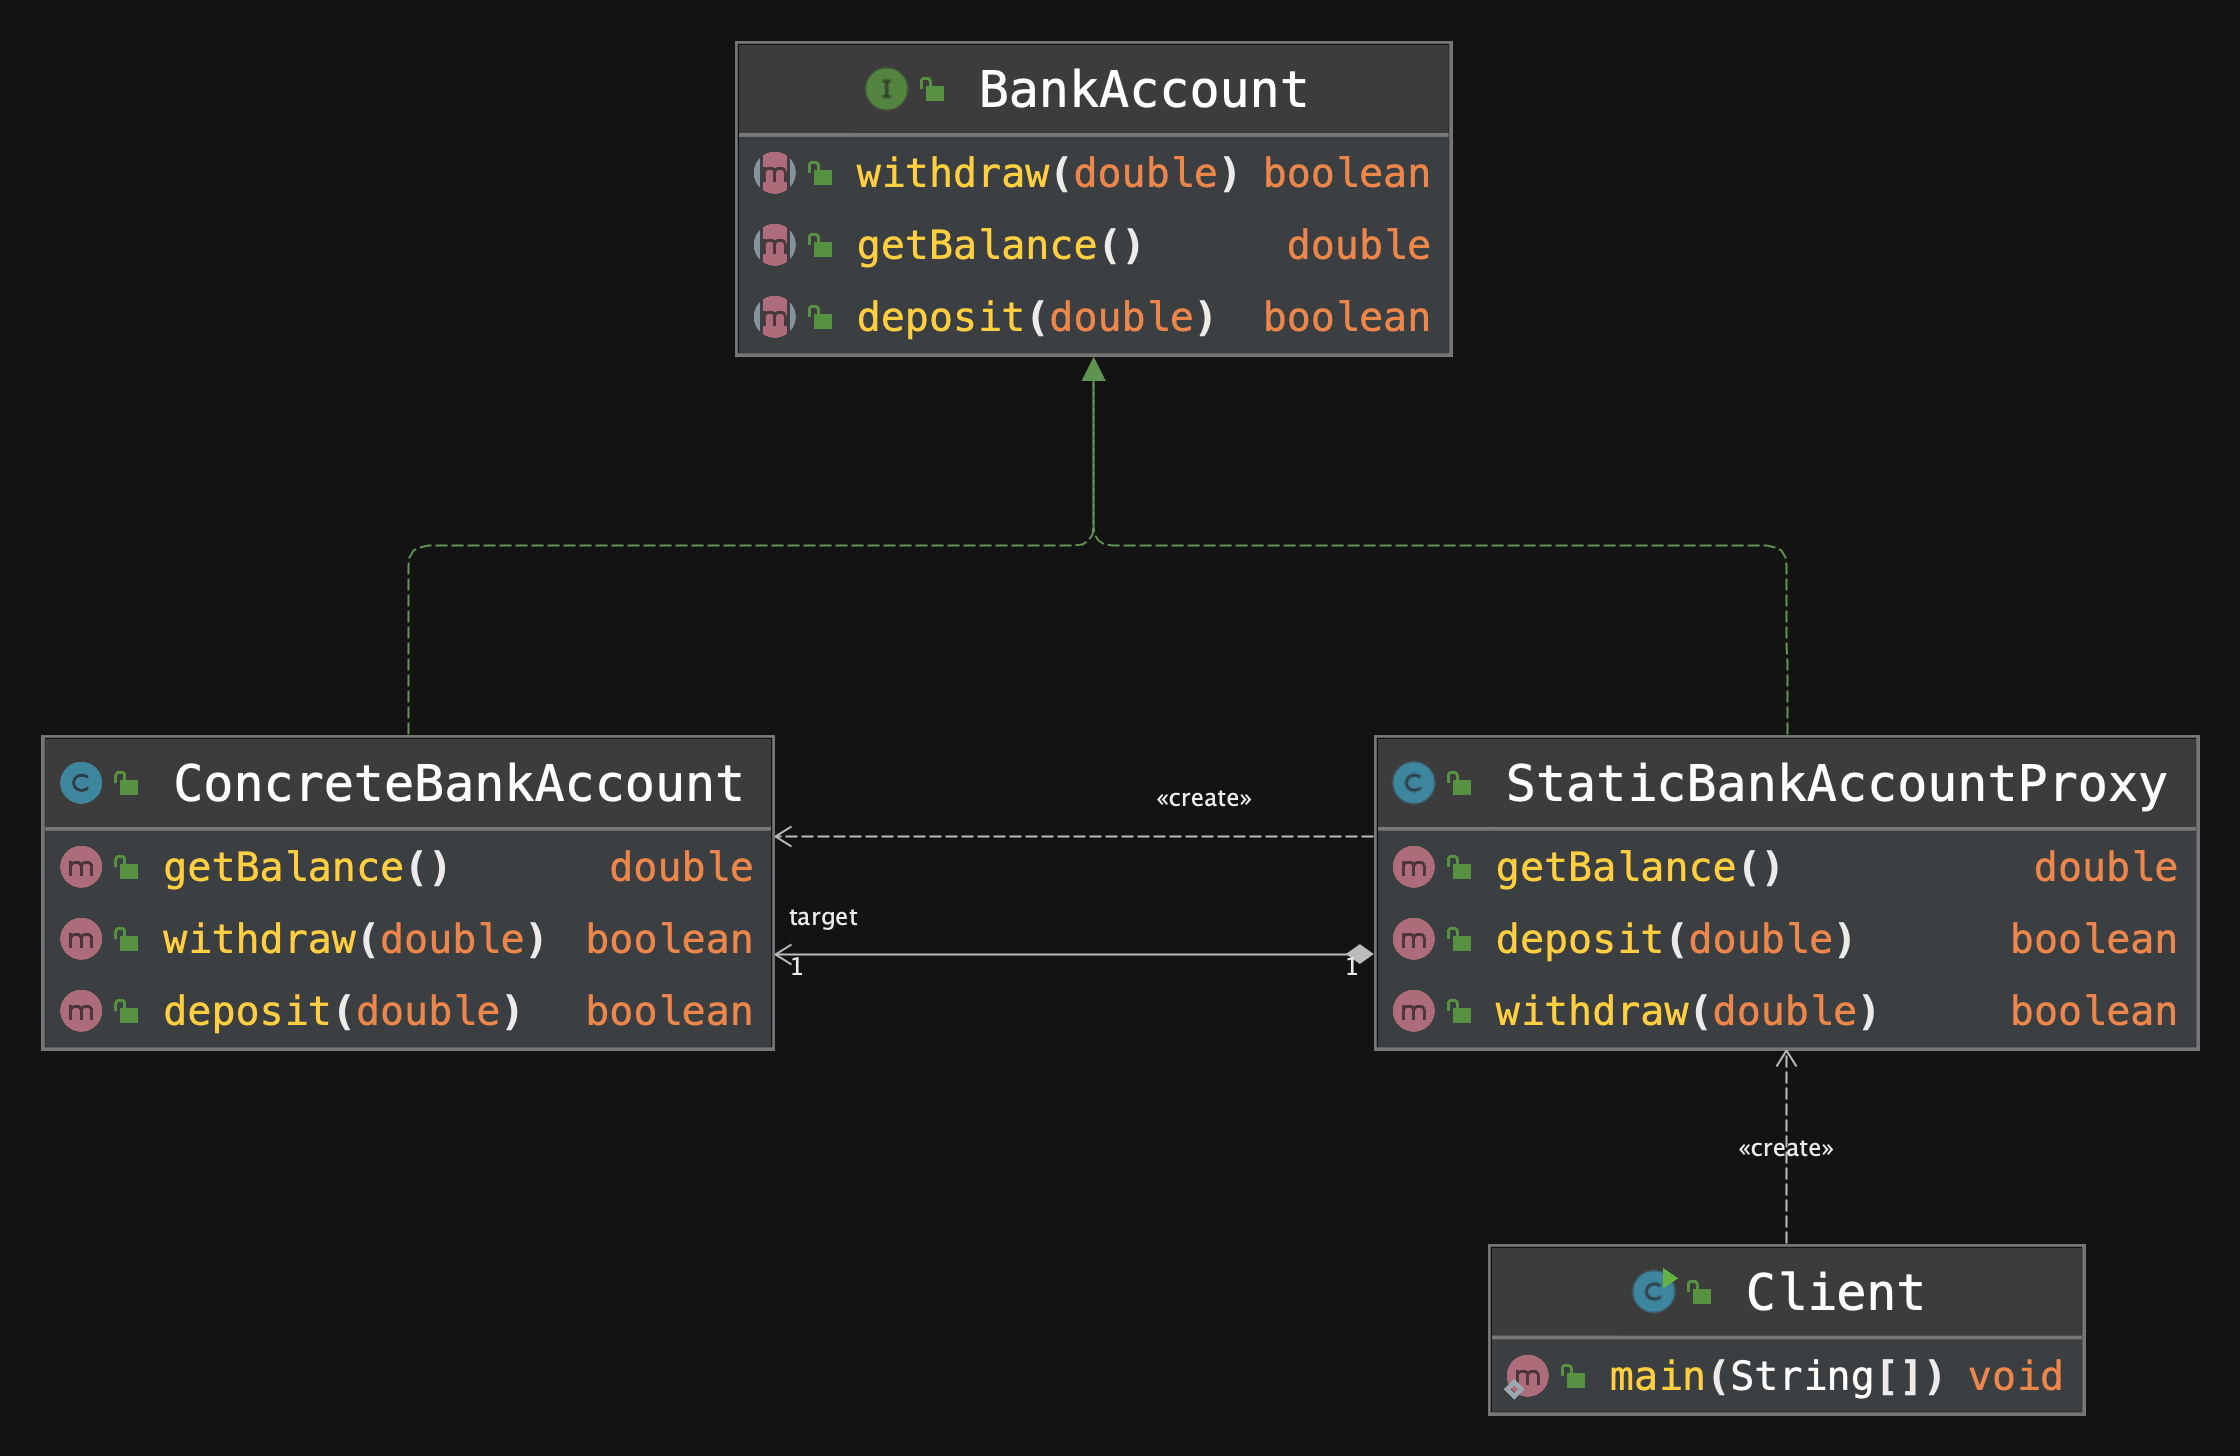 BankAccount
withdraw(double) boolean
getBalance() double
deposit(double) boolean
ConcreteBankAccount
getBalance() double
withdraw(double) boolean
deposit(double) boolean
«create»
target
1
1
StaticBankAccountProxy
getBalance() double
deposit(double) boolean
withdraw(double) boolean
«create»
Client
main(String[]) void